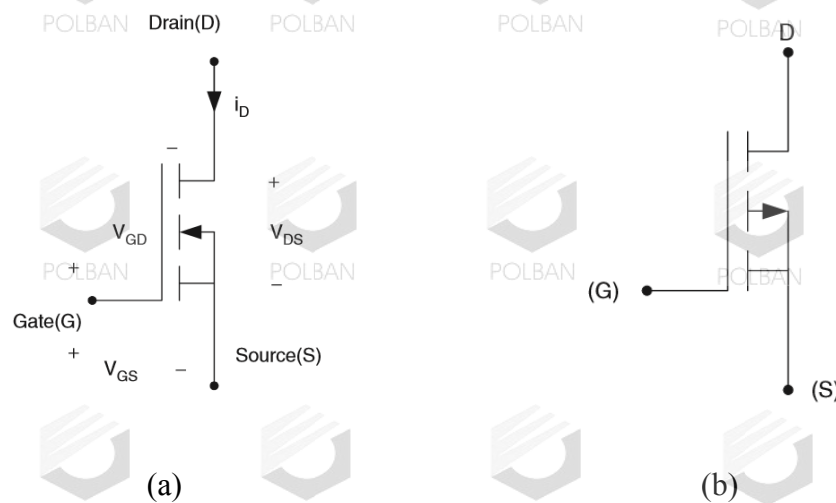 POLBAN
POLBAN
POLBAN
POLBAN
Drain(D)
D
i_D
−
+
V_GD
V_DS
+
−
POLBAN
POLBAN
POLBAN
POLBAN
(G)
Gate(G)
+
V_GS
−
Source(S)
(S)
(a)
(b)